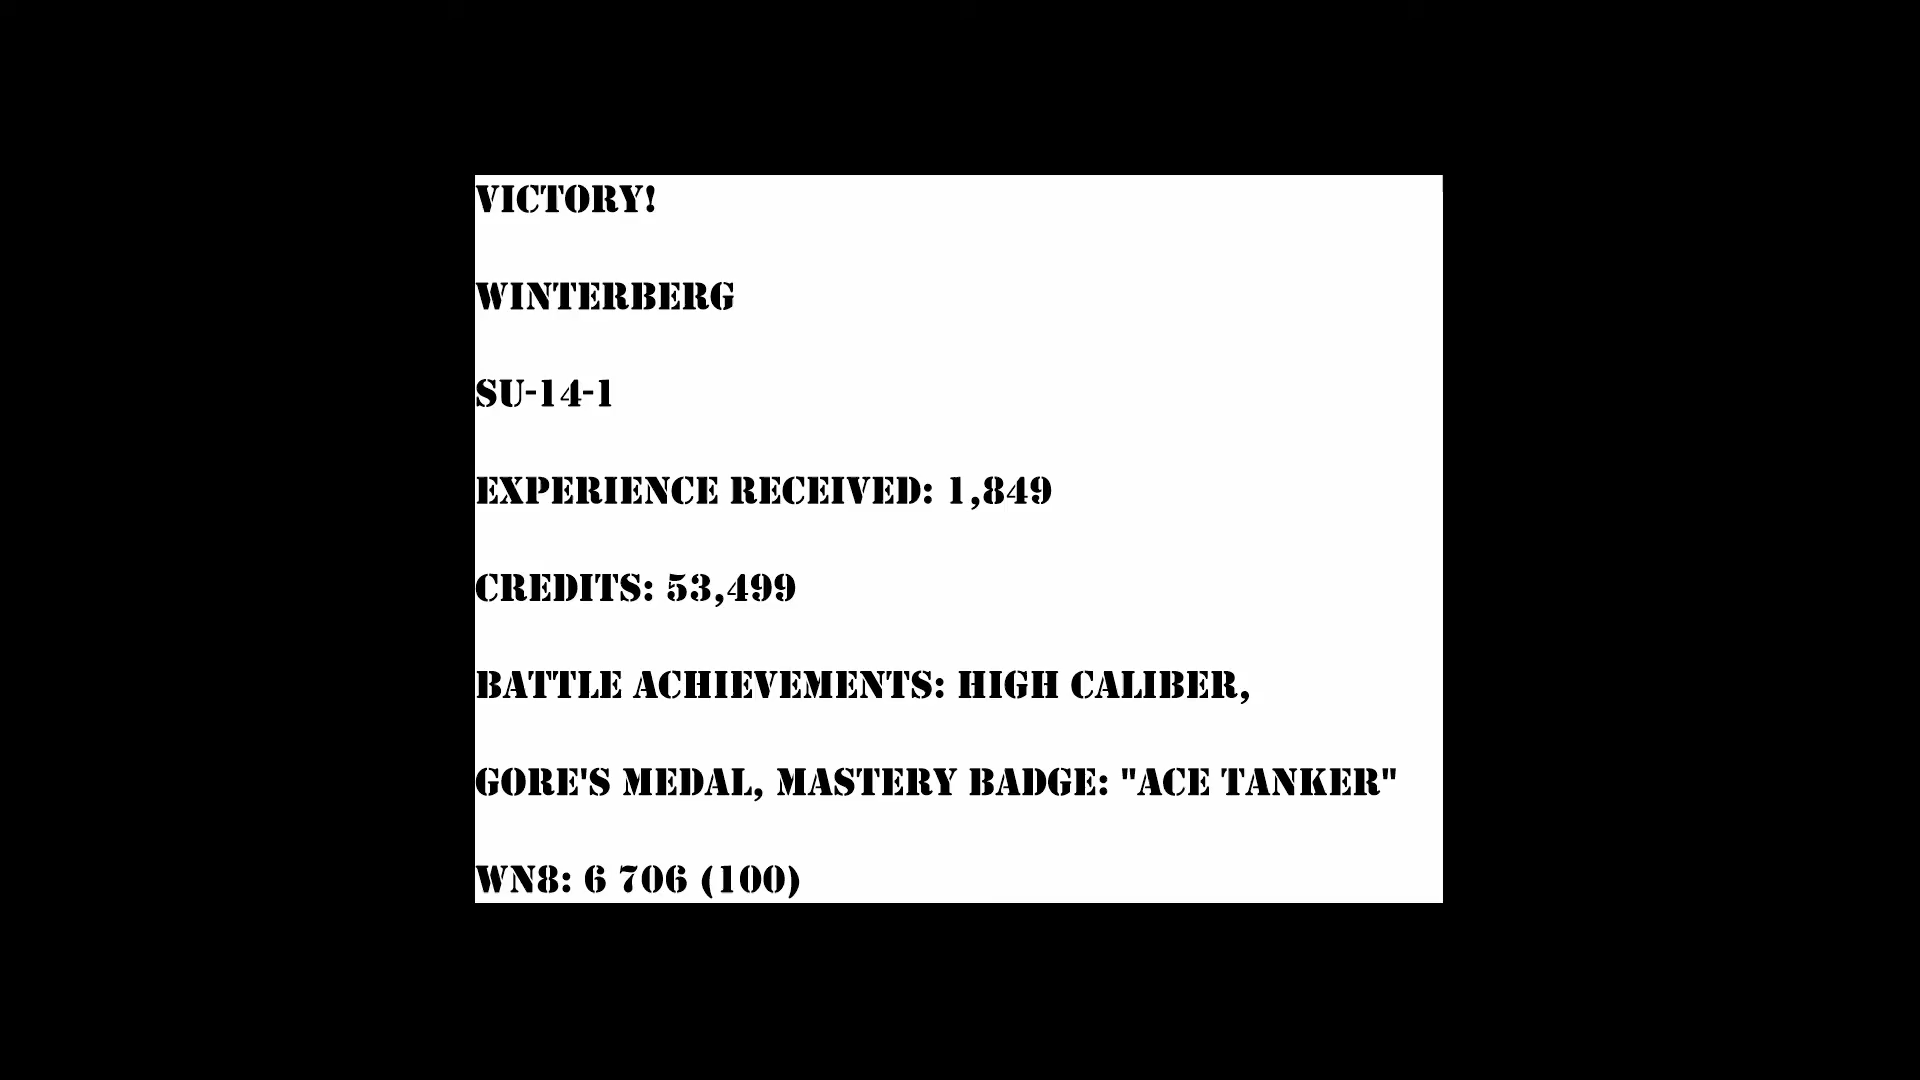 VICTORY!
WINTERBERG
SU-14-1
EXPERIENCE RECEIVED: 1,849
CREDITS: 53,499
BATTLE ACHIEVEMENTS: HIGH CALIBER,
GORE'S MEDAL, MASTERY BADGE: "ACE TANKER"
WN8: 6 706 (100)